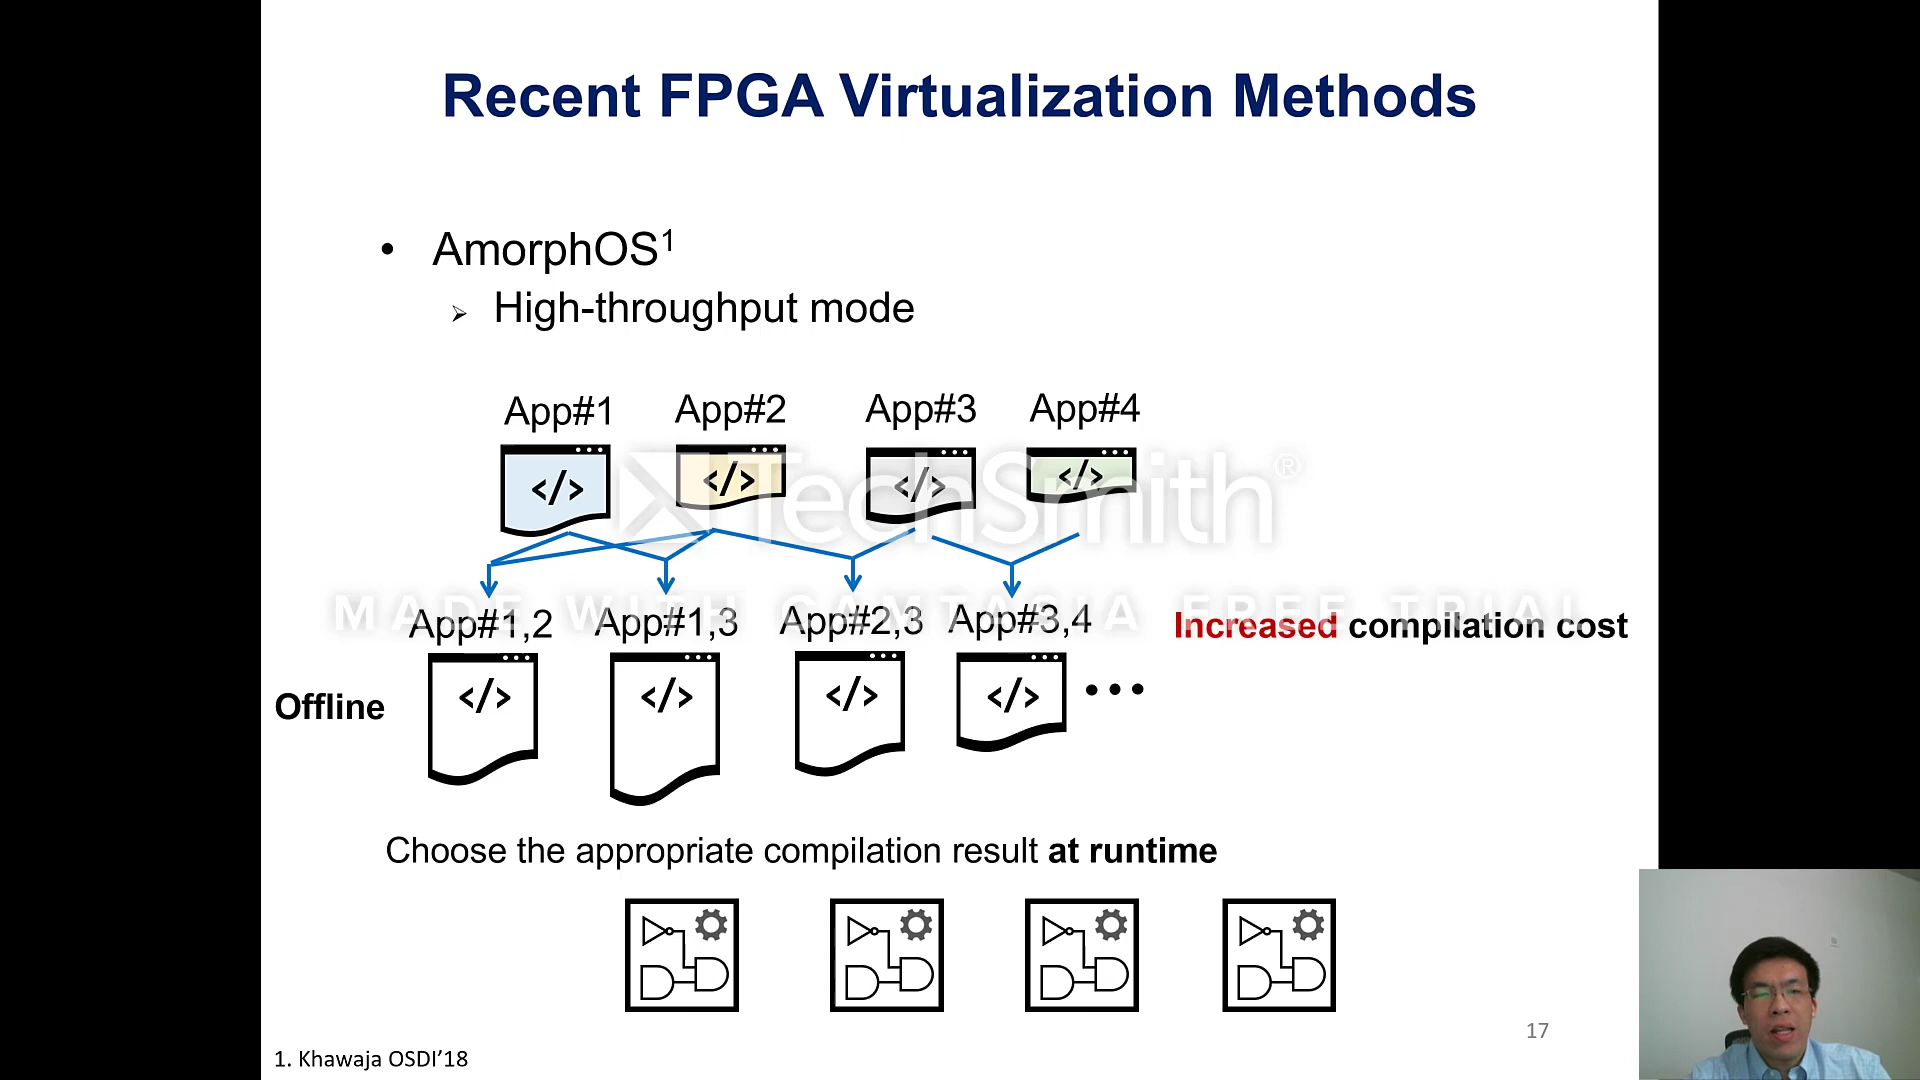 Recent FPGA Virtualization Methods
• AmorphOS¹
➢ High-throughput mode
App#1 App#2 App#3 App#4
</> </> </> </>
TechSmith®
MADE WITH CAMTASIA FREE TRIAL
App#1,2 App#1,3 App#2,3 App#3,4
Increased compilation cost
</> </> </> </> •••
Offline
Choose the appropriate compilation result at runtime
17
1. Khawaja OSDI’18